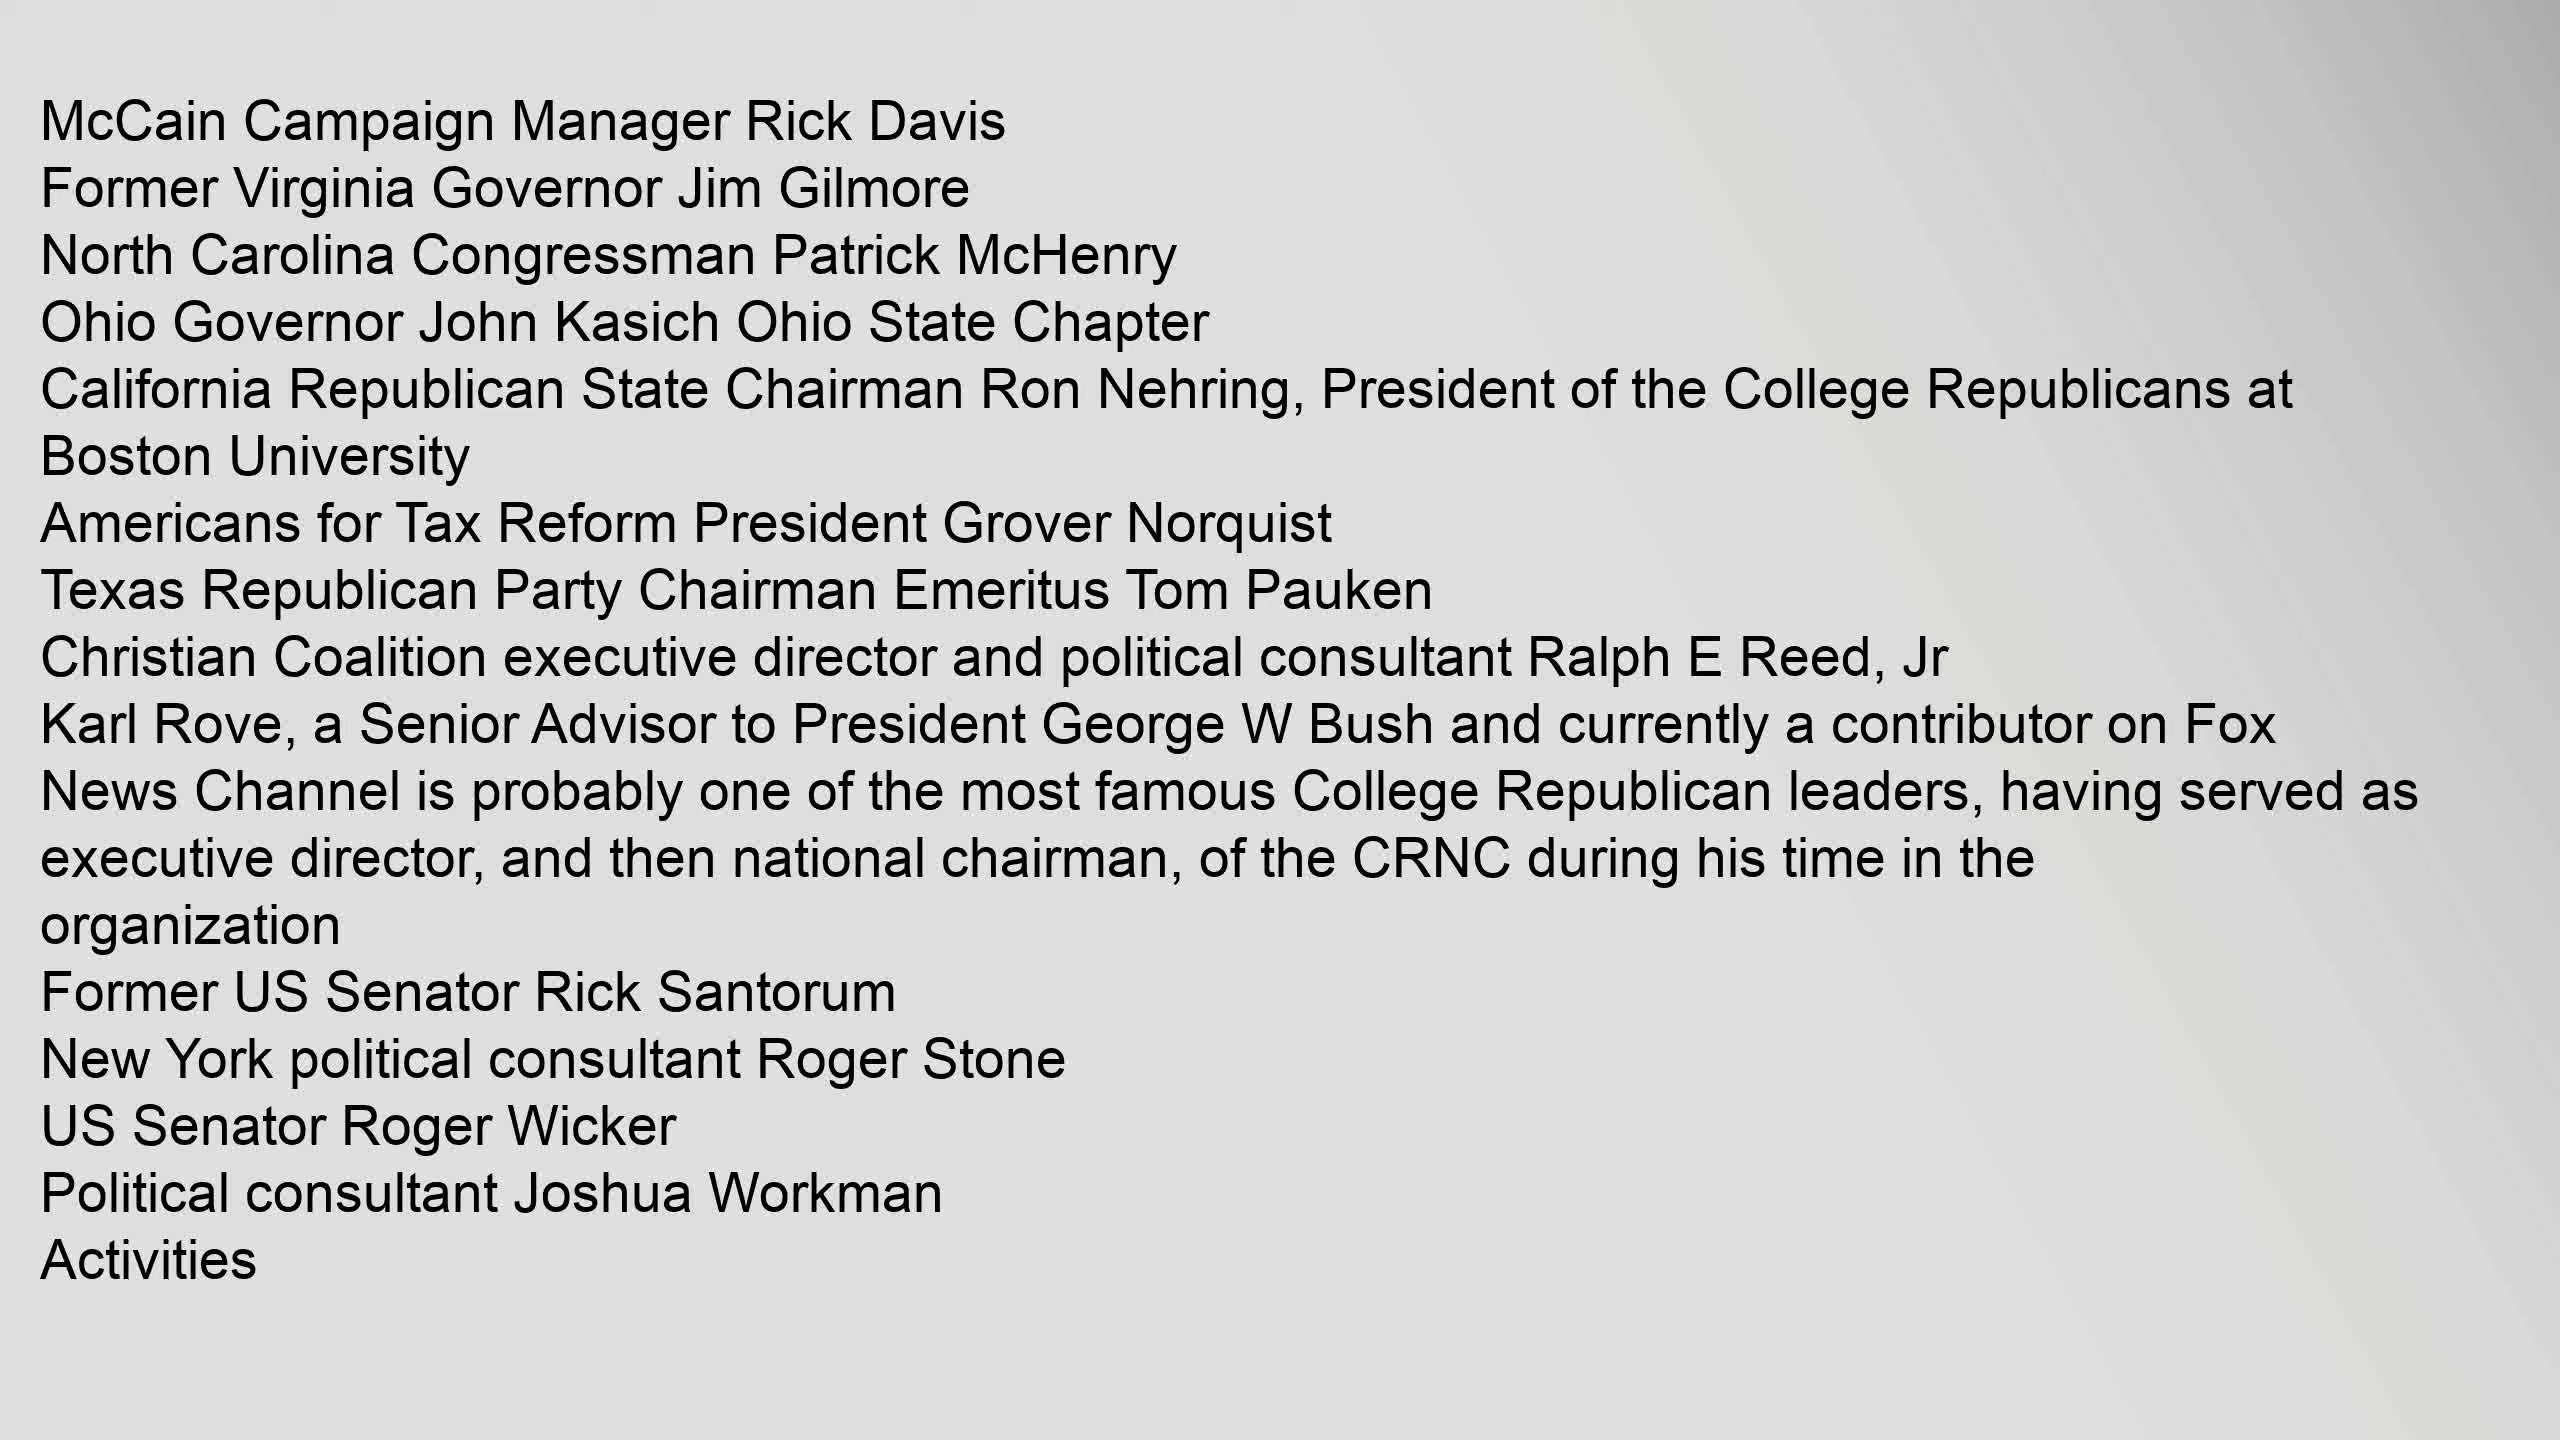 McCain Campaign Manager Rick Davis
Former Virginia Governor Jim Gilmore
North Carolina Congressman Patrick McHenry
Ohio Governor John Kasich Ohio State Chapter
California Republican State Chairman Ron Nehring, President of the College Republicans at
Boston University
Americans for Tax Reform President Grover Norquist
Texas Republican Party Chairman Emeritus Tom Pauken
Christian Coalition executive director and political consultant Ralph E Reed, Jr
Karl Rove, a Senior Advisor to President George W Bush and currently a contributor on Fox
News Channel is probably one of the most famous College Republican leaders, having served as
executive director, and then national chairman, of the CRNC during his time in the
organization
Former US Senator Rick Santorum
New York political consultant Roger Stone
US Senator Roger Wicker
Political consultant Joshua Workman
Activities